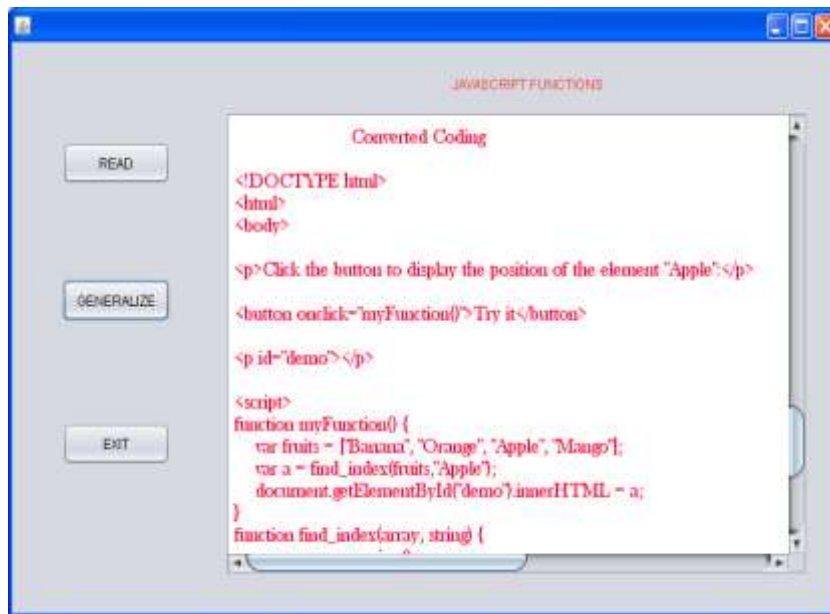 JAVASCRIPT FUNCTIONS
READ
GENERALIZE
EXIT
Converted Coding
<!DOCTYPE html>
<html>
<body>
<p>Click the button to display the position of the element "Apple":</p>
<button onclick="myFunction()">Try it</button>
<p id="demo"></p>
<script>
function myFunction() {
var fruits = ["Banana", "Orange", "Apple", "Mango"];
var a = find_index(fruits,"Apple");
document.getElementById("demo").innerHTML = a;
}
function find_index(array, string) {